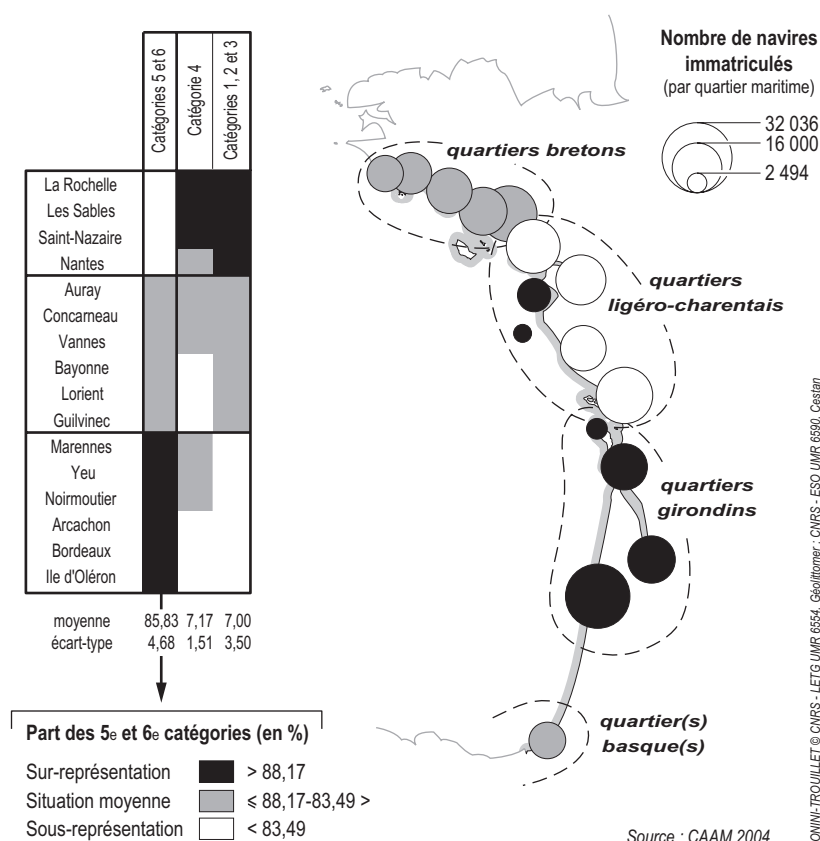 Catégories 5 et 6
Catégorie 4
Catégories 1, 2 et 3
La Rochelle
Les Sables
Saint-Nazaire
Nantes
Auray
Concarneau
Vannes
Bayonne
Lorient
Guilvinec
Marennes
Yeu
Noirmoutier
Arcachon
Bordeaux
Ile d'Oléron
moyenne 85,83 7,17 7,00
écart-type 4,68 1,51 3,50
Part des 5e et 6e catégories (en %)
Sur-représentation > 88,17
Situation moyenne ⩽ 88,17-83,49 >
Sous-représentation < 83,49
Nombre de navires
immatriculés
(par quartier maritime)
32 036
16 000
2 494
quartiers bretons
quartiers
ligéro-charentais
quartiers
girondins
quartier(s)
basque(s)
Source : CAAM 2004
ONINI-TROUILLET © CNRS - LETG UMR 6554, Géolittomer ; CNRS - ESO UMR 6590, Cestan